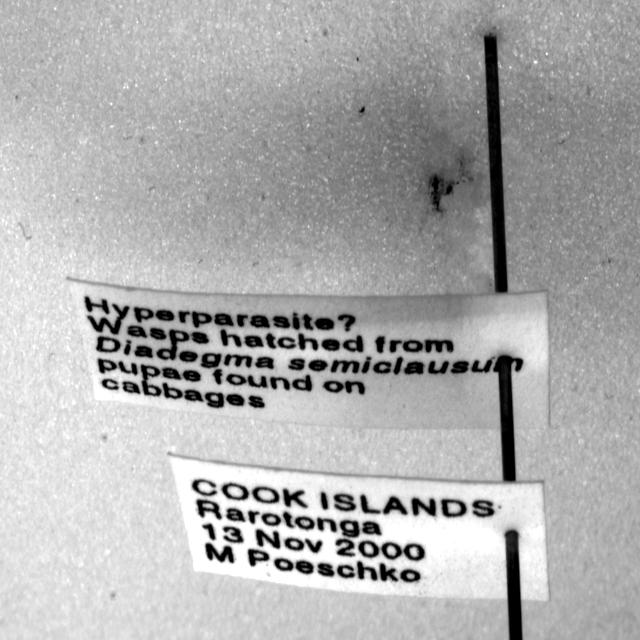 Hyperparasite?
Wasps hatched from
Diadegma semiclausum
pupae found on
cabbages
COOK ISLANDS
Rarotonga
13 Nov 2000
M Poeschko